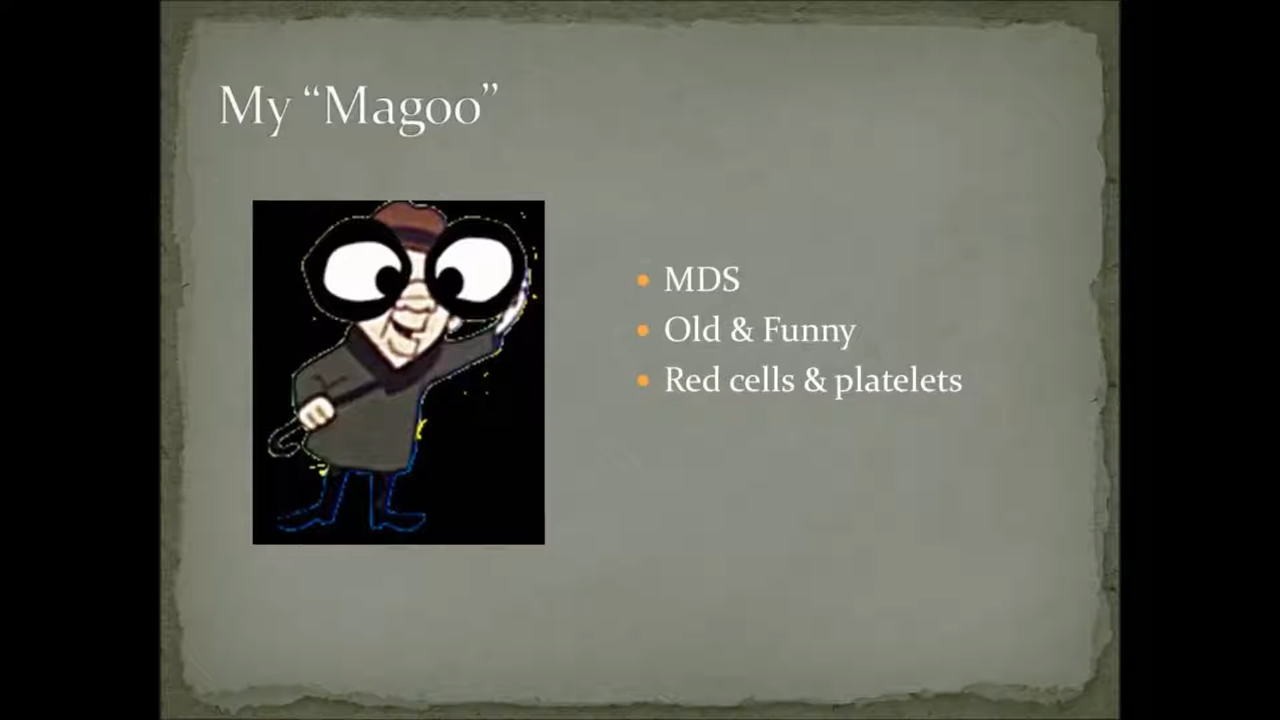 My “Magoo”
• MDS
• Old & Funny
• Red cells & platelets